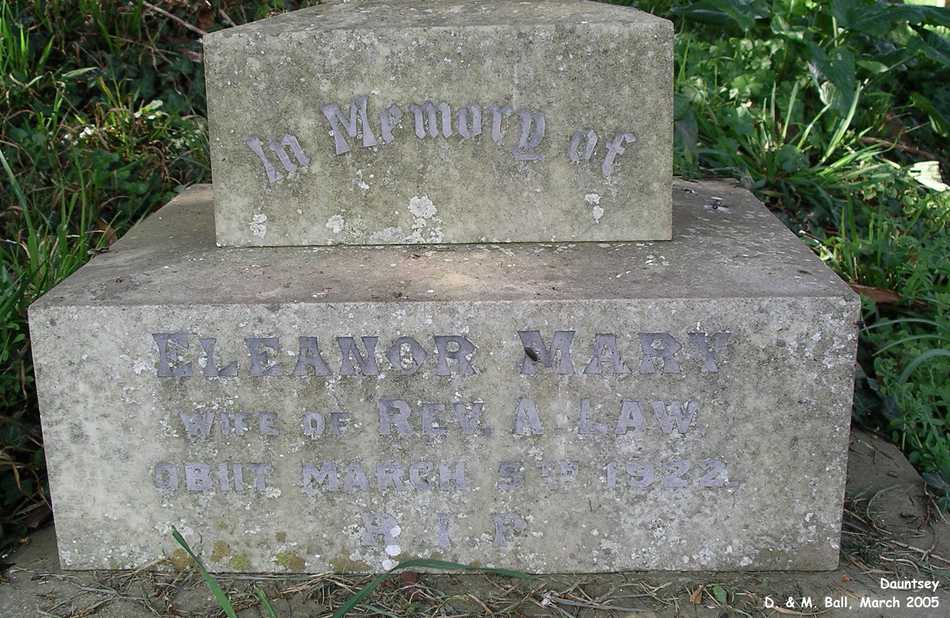 In Memory of
ELEANOR MARY
WIFE OF REV. A. LAW
OBIIT MARCH 5TH 1922.
R I P
Dauntsey
D. & M. Ball, March 2005